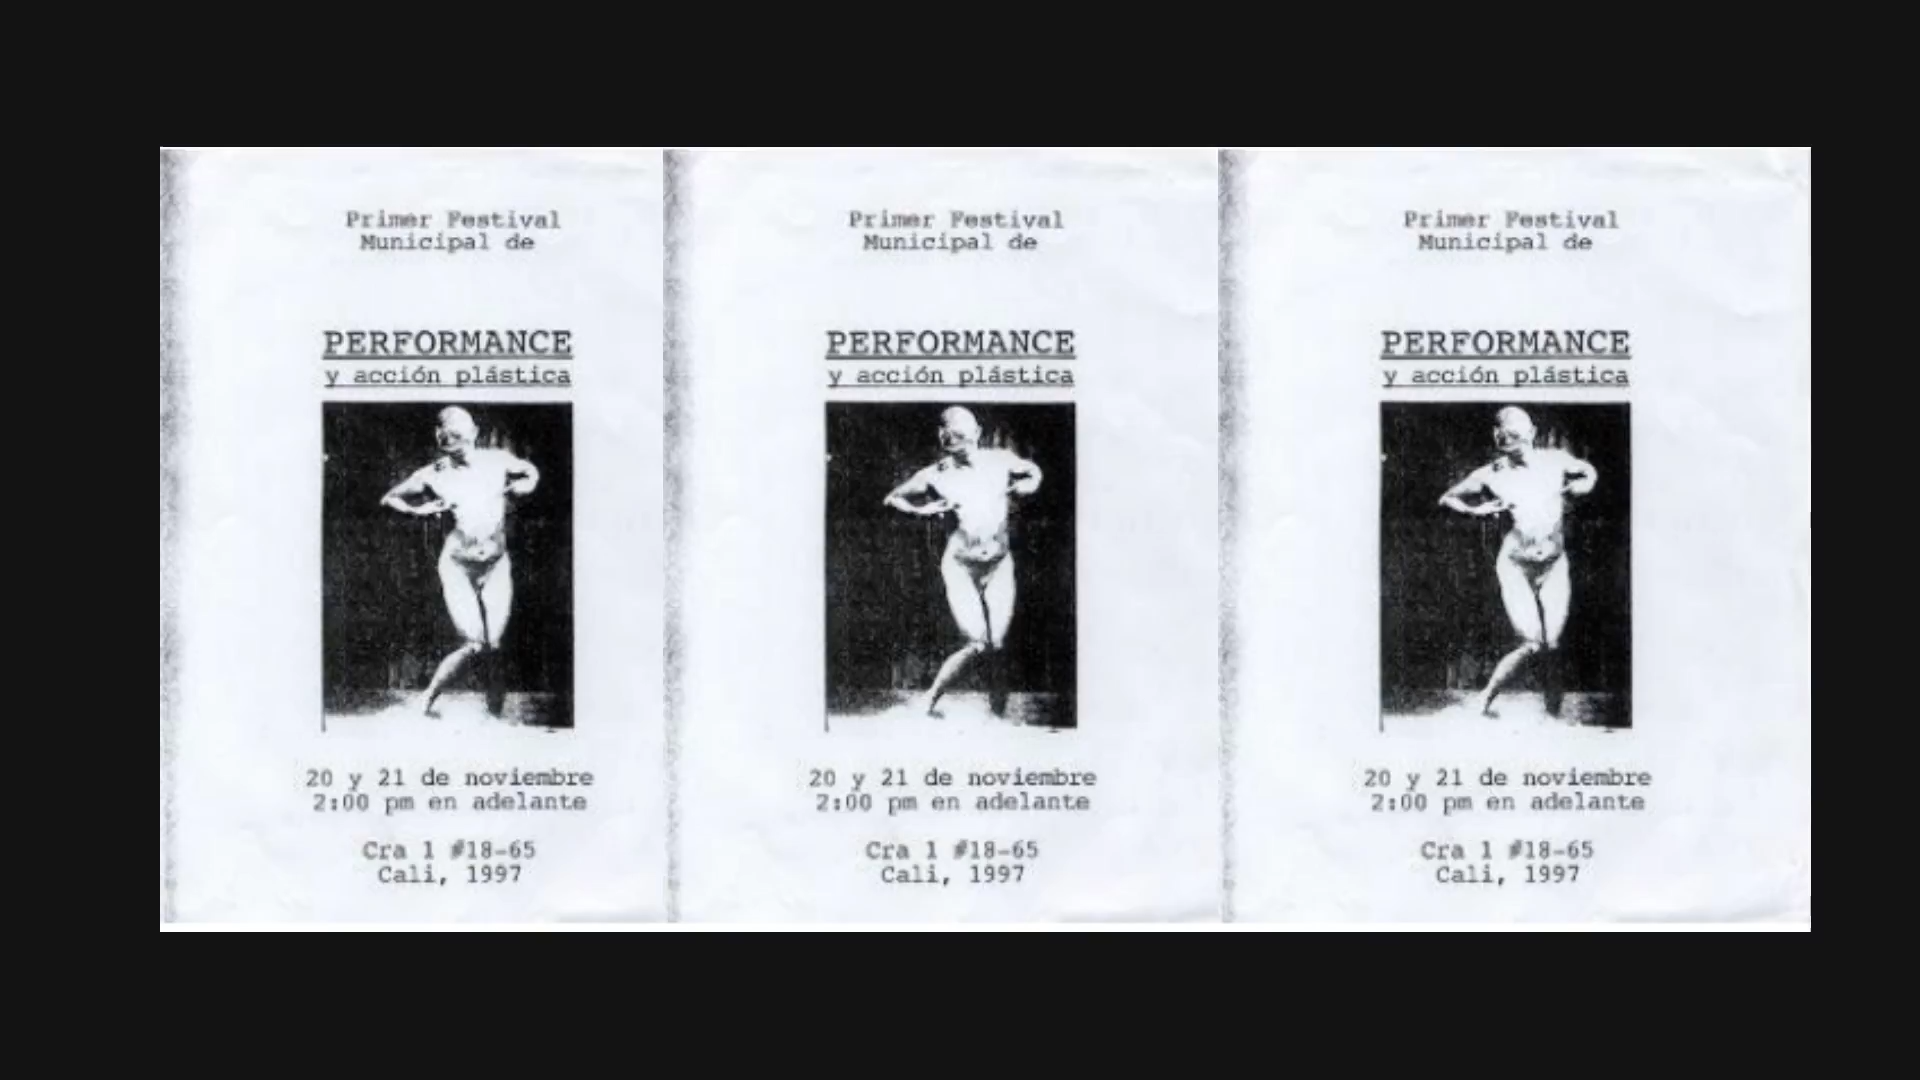 Primer Festival
Municipal de
PERFORMANCE
y acción plástica
20 y 21 de noviembre
2:00 pm en adelante
Cra 1 #18-65
Cali, 1997
Primer Festival
Municipal de
PERFORMANCE
y acción plástica
20 y 21 de noviembre
2:00 pm en adelante
Cra 1 #18-65
Cali, 1997
Primer Festival
Municipal de
PERFORMANCE
y acción plástica
20 y 21 de noviembre
2:00 pm en adelante
Cra 1 #18-65
Cali, 1997